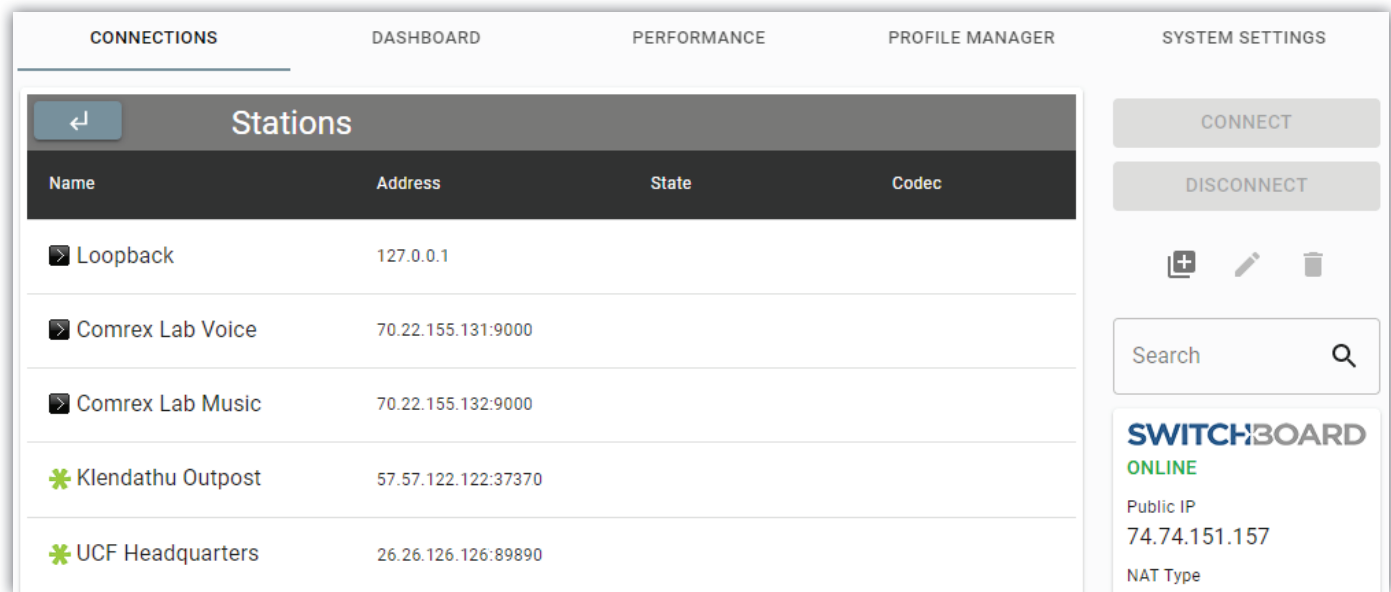 CONNECTIONS DASHBOARD PERFORMANCE PROFILE MANAGER SYSTEM SETTINGS
Stations
Name Address State Codec
Loopback 127.0.0.1
Comrex Lab Voice 70.22.155.131:9000
Comrex Lab Music 70.22.155.132:9000
Klendathu Outpost 57.57.122.122:37370
UCF Headquarters 26.26.126.126:89890
CONNECT
DISCONNECT
Search
SWITCHBOARD
ONLINE
Public IP
74.74.151.157
NAT Type